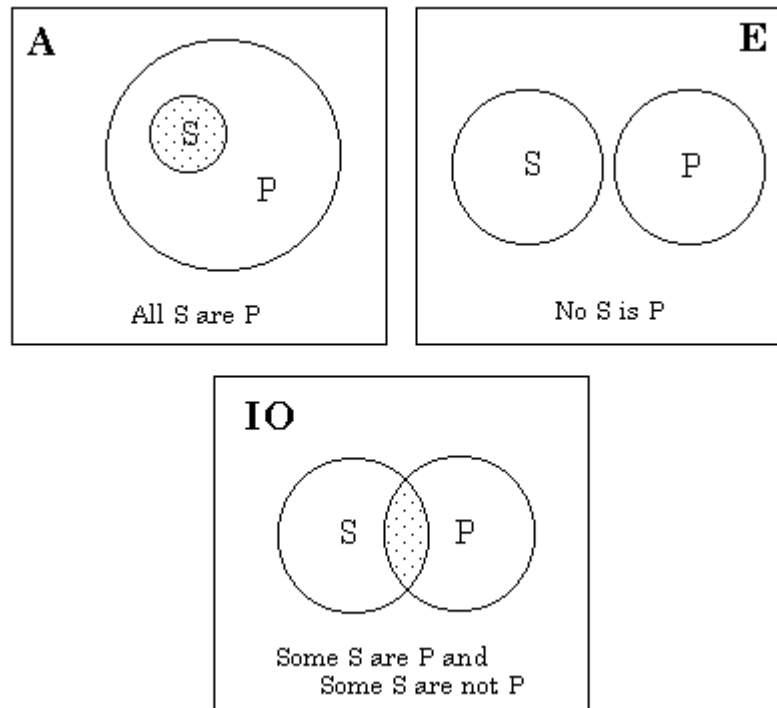 A
S
P
All S are P
E
S
P
No S is P
IO
S
P
Some S are P and
Some S are not P